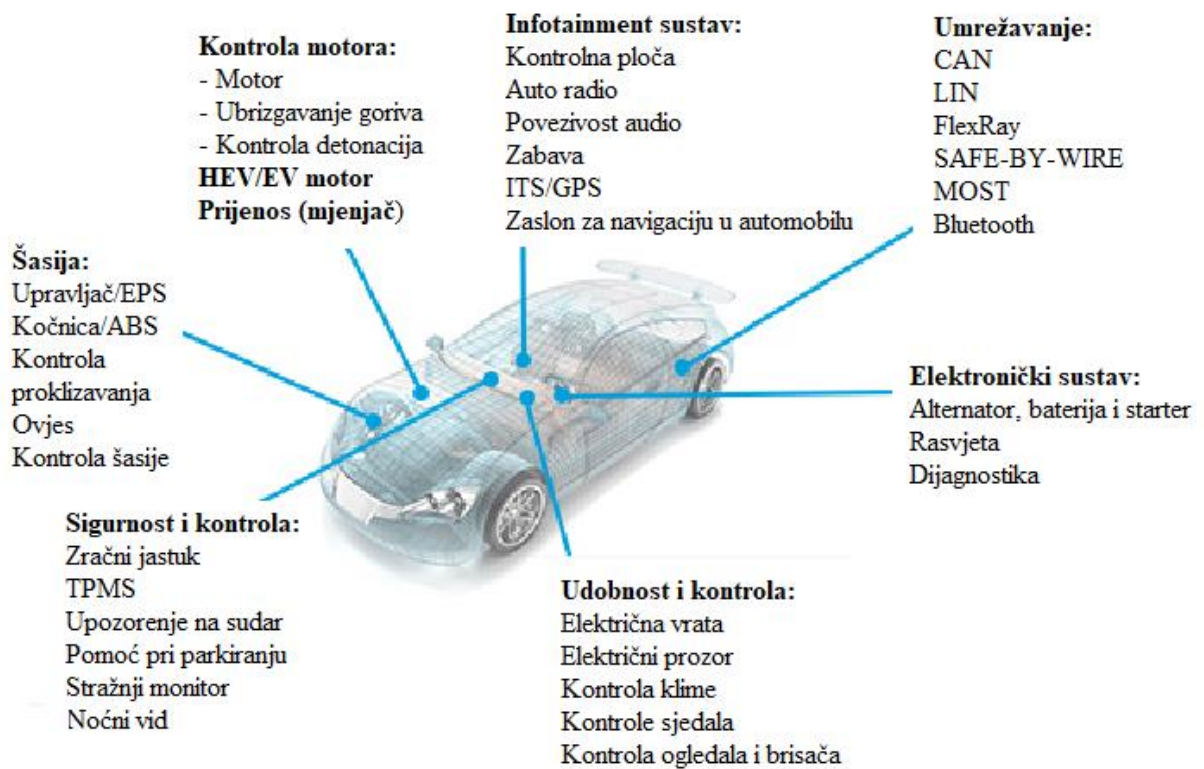 Kontrola motora:
- Motor
- Ubrizgavanje goriva
- Kontrola detonacija
HEV/EV motor
Prijenos (mjenjač)
Infotainment sustav:
Kontrolna ploča
Auto radio
Povezivost audio
Zabava
ITS/GPS
Zaslon za navigaciju u automobilu
Umrežavanje:
CAN
LIN
FlexRay
SAFE-BY-WIRE
MOST
Bluetooth
Šasija:
Upravljač/EPS
Kočnica/ABS
Kontrola
proklizavanja
Ovjes
Kontrola šasije
Elektronički sustav:
Alternator, baterija i starter
Rasvjeta
Dijagnostika
Sigurnost i kontrola:
Zračni jastuk
TPMS
Upozorenje na sudar
Pomoć pri parkiranju
Stražnji monitor
Noćni vid
Udobnost i kontrola:
Električna vrata
Električni prozor
Kontrola klime
Kontrole sjedala
Kontrola ogledala i brisača